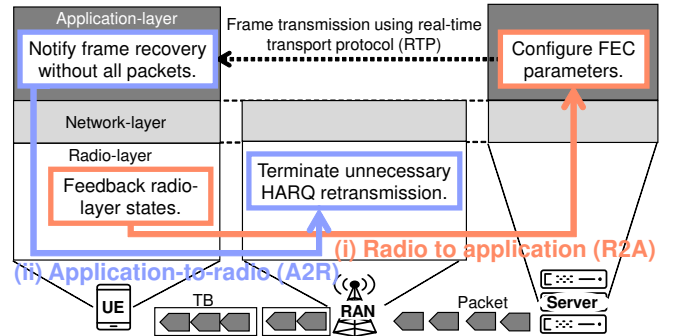 Application-layer
Notify frame recovery
without all packets.
Frame transmission using real-time
transport protocol (RTP)
Configure FEC
parameters.
Network-layer
Radio-layer
Feedback radio-
layer states.
Terminate unnecessary
HARQ retransmission.
(i) Radio to application (R2A)
(ii) Application-to-radio (A2R)
UE
TB
RAN
Packet
Server